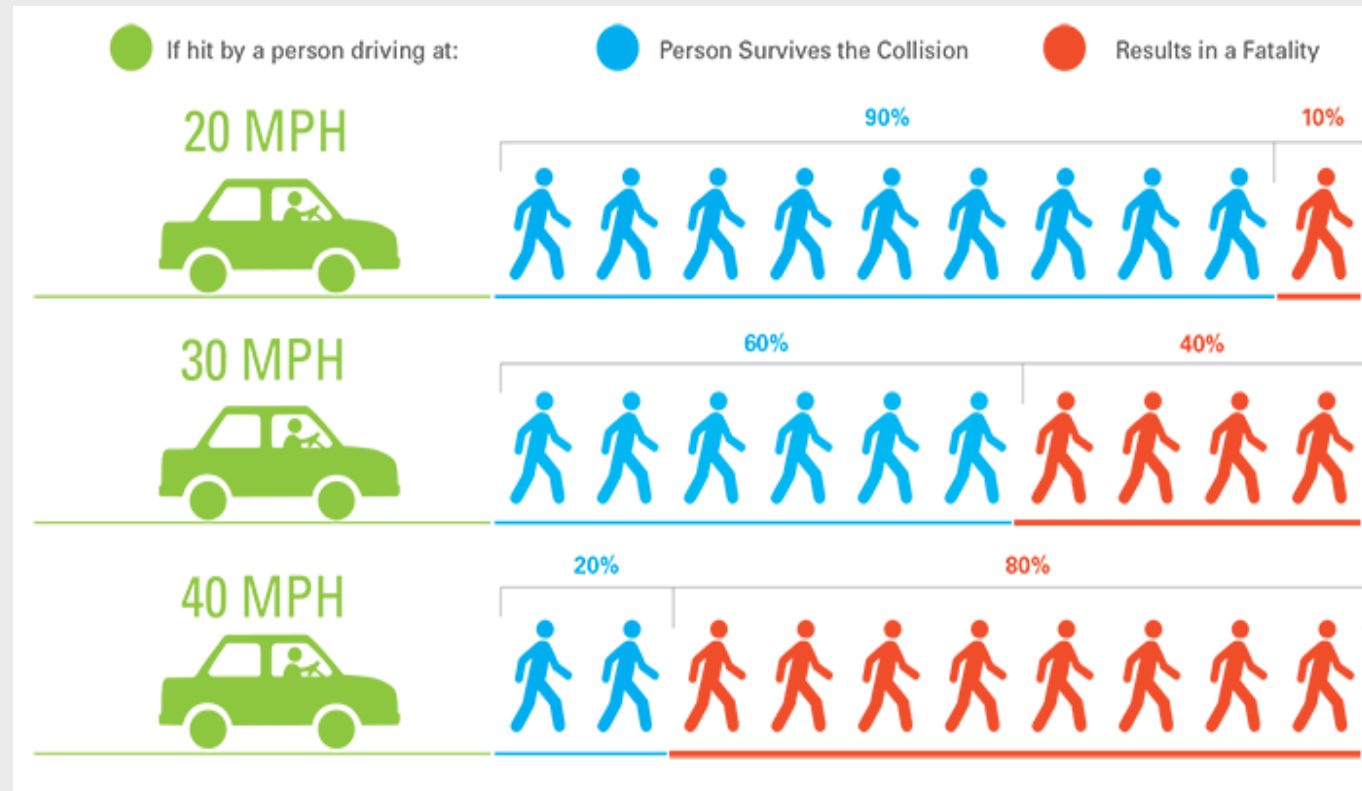 If hit by a person driving at:
Person Survives the Collision
Results in a Fatality
20 MPH
90%
10%
30 MPH
60%
40%
40 MPH
20%
80%